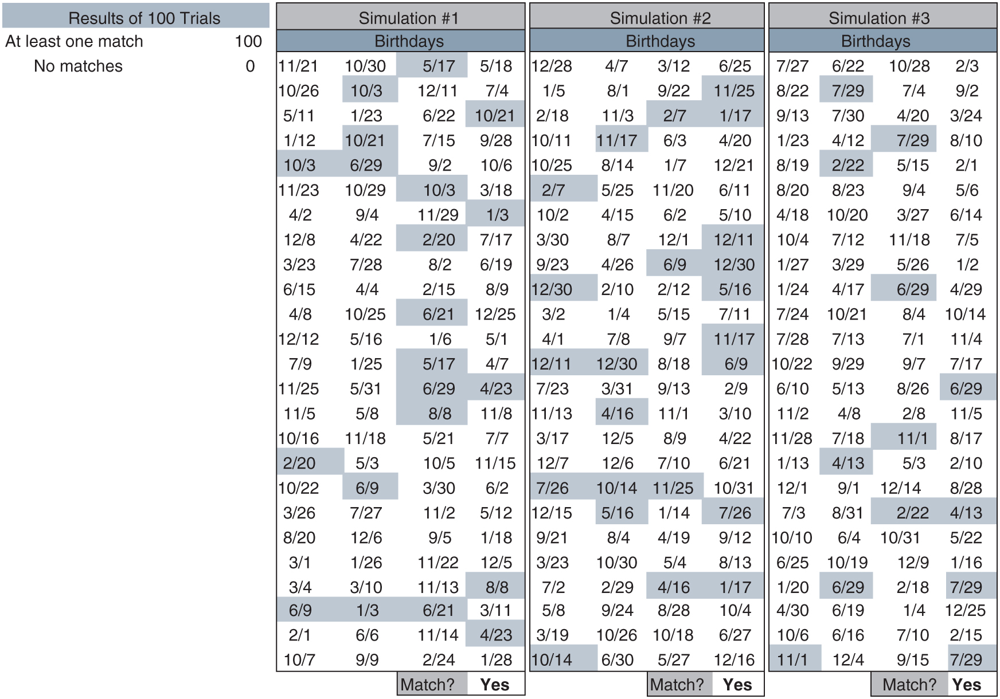 Results of 100 Trials Simulation #1 Simulation #2 Simulation #3
At least one match 100 Birthdays Birthdays Birthdays
No matches 0 11/21 10/30 5/17 5/18 12/28 4/7 3/12 6/25 7/27 6/22 10/28 2/3
10/26 10/3 12/11 7/4 1/5 8/1 9/22 11/25 8/22 7/29 7/4 9/2
5/11 1/23 6/22 10/21 2/18 11/3 2/7 1/17 9/13 7/30 4/20 3/24
1/12 10/21 7/15 9/28 10/11 11/17 6/3 4/20 1/23 4/12 7/29 8/10
10/3 6/29 9/2 10/6 10/25 8/14 1/7 12/21 8/19 2/22 5/15 2/1
11/23 10/29 10/3 3/18 2/7 5/25 11/20 6/11 8/20 8/23 9/4 5/6
4/2 9/4 11/29 1/3 10/2 4/15 6/2 5/10 4/18 10/20 3/27 6/14
12/8 4/22 2/20 7/17 3/30 8/7 12/1 12/11 10/4 7/12 11/18 7/5
3/23 7/28 8/2 6/19 9/23 4/26 6/9 12/30 1/27 3/29 5/26 1/2
6/15 4/4 2/15 8/9 12/30 2/10 2/12 5/16 1/24 4/17 6/29 4/29
4/8 10/25 6/21 12/25 3/2 1/4 5/15 7/11 7/24 10/21 8/4 10/14
12/12 5/16 1/6 5/1 4/1 7/8 9/7 11/17 7/28 7/13 7/1 11/4
7/9 1/25 5/17 4/7 12/11 12/30 8/18 6/9 10/22 9/29 9/7 7/17
11/25 5/31 6/29 4/23 7/23 3/31 9/13 2/9 6/10 5/13 8/26 6/29
11/5 5/8 8/8 11/8 11/13 4/16 11/1 3/10 11/2 4/8 2/8 11/5
10/16 11/18 5/21 7/7 3/17 12/5 8/9 4/22 11/28 7/18 11/1 8/17
2/20 5/3 10/5 11/15 12/7 12/6 7/10 6/21 1/13 4/13 5/3 2/10
10/22 6/9 3/30 6/2 7/26 10/14 11/25 10/31 12/1 9/1 12/14 8/28
3/26 7/27 11/2 5/12 12/15 5/16 1/14 7/26 7/3 8/31 2/22 4/13
8/20 12/6 9/5 1/18 9/21 8/4 4/19 9/12 10/10 6/4 10/31 5/22
3/1 1/26 11/22 12/5 3/23 10/30 5/4 8/13 6/25 10/19 12/9 1/16
3/4 3/10 11/13 8/8 7/2 2/29 4/16 1/17 1/20 6/29 2/18 7/29
6/9 1/3 6/21 3/11 5/8 9/24 8/28 10/4 4/30 6/19 1/4 12/25
2/1 6/6 11/14 4/23 3/19 10/26 10/18 6/27 10/6 6/16 7/10 2/15
10/7 9/9 2/24 1/28 10/14 6/30 5/27 12/16 11/1 12/4 9/15 7/29
Match? Yes Match? Yes Match? Yes